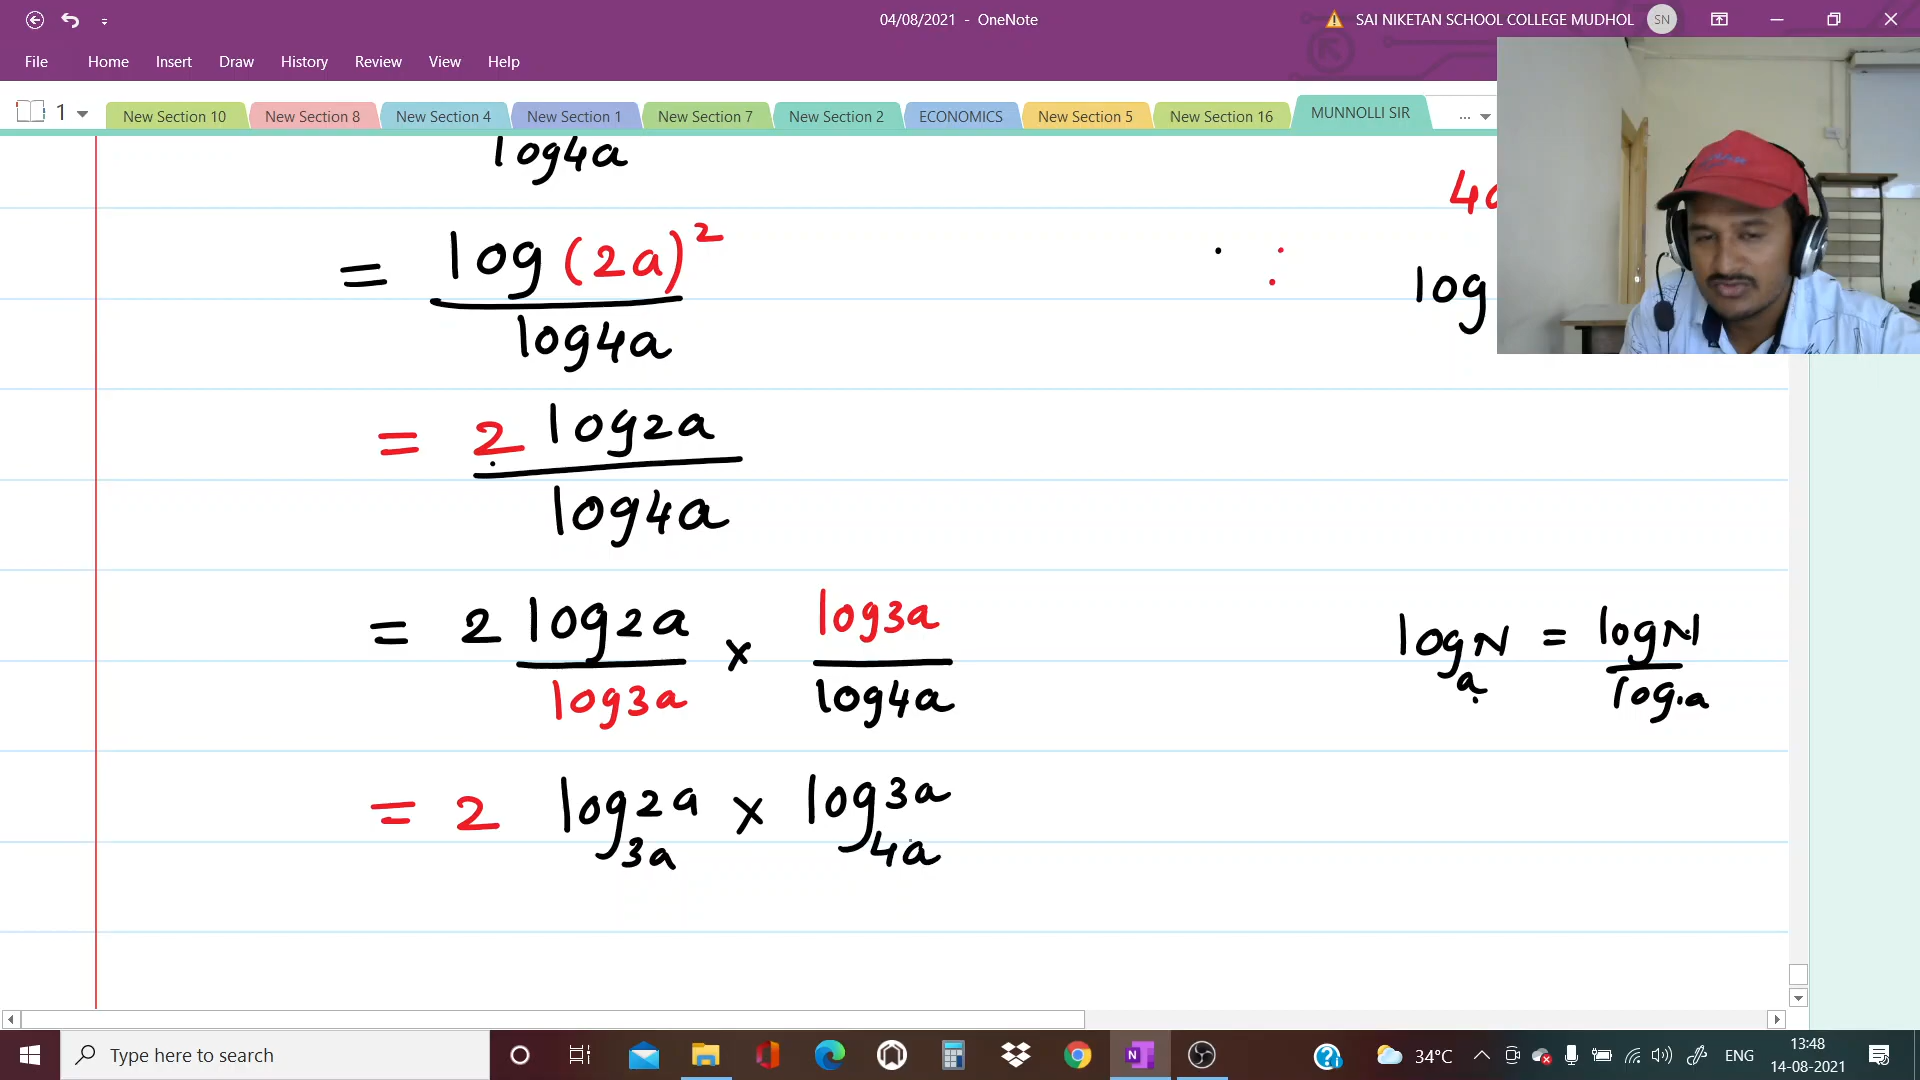 04/08/2021 - OneNote
SAI NIKETAN SCHOOL COLLEGE MUDHOL SN
File Home Insert Draw History Review View Help
1 New Section 10 New Section 8 New Section 4 New Section 1 New Section 7 New Section 2 ECONOMICS New Section 5 New Section 16 MUNNOLLI SIR ...
log4a
= log(2a)²
log4a
4
log
= 2 log2a
log4a
= 2 log2a × log3a
log3a log4a
log N = log N
a log a
= 2 log2a × log3a
3a 4a
Type here to search
34°C ENG
13:48
14-08-2021